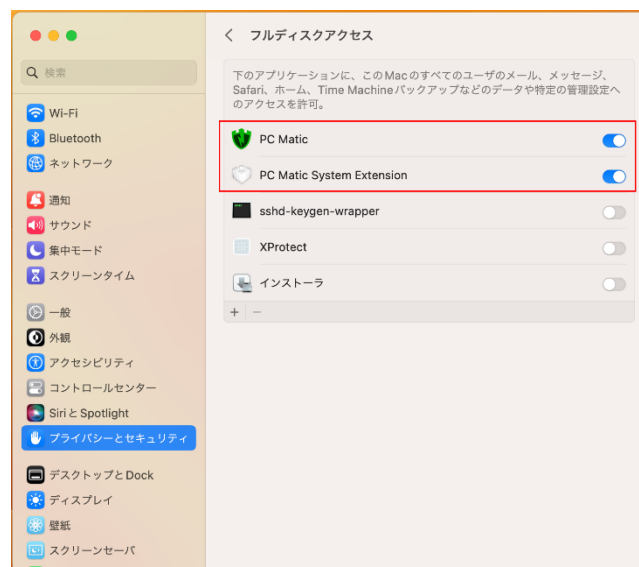 フルディスクアクセス
検索
Wi-Fi
Bluetooth
ネットワーク
通知
サウンド
集中モード
スクリーンタイム
一般
外観
アクセシビリティ
コントロールセンター
Siri と Spotlight
プライバシーとセキュリティ
デスクトップとDock
ディスプレイ
壁紙
スクリーンセーバ
下のアプリケーションに、このMacのすべてのユーザのメール、メッセージ、
Safari、ホーム、Time Machineバックアップなどのデータや特定の管理設定へ
のアクセスを許可。
PC Matic
PC Matic System Extension
sshd-keygen-wrapper
XProtect
インストーラ